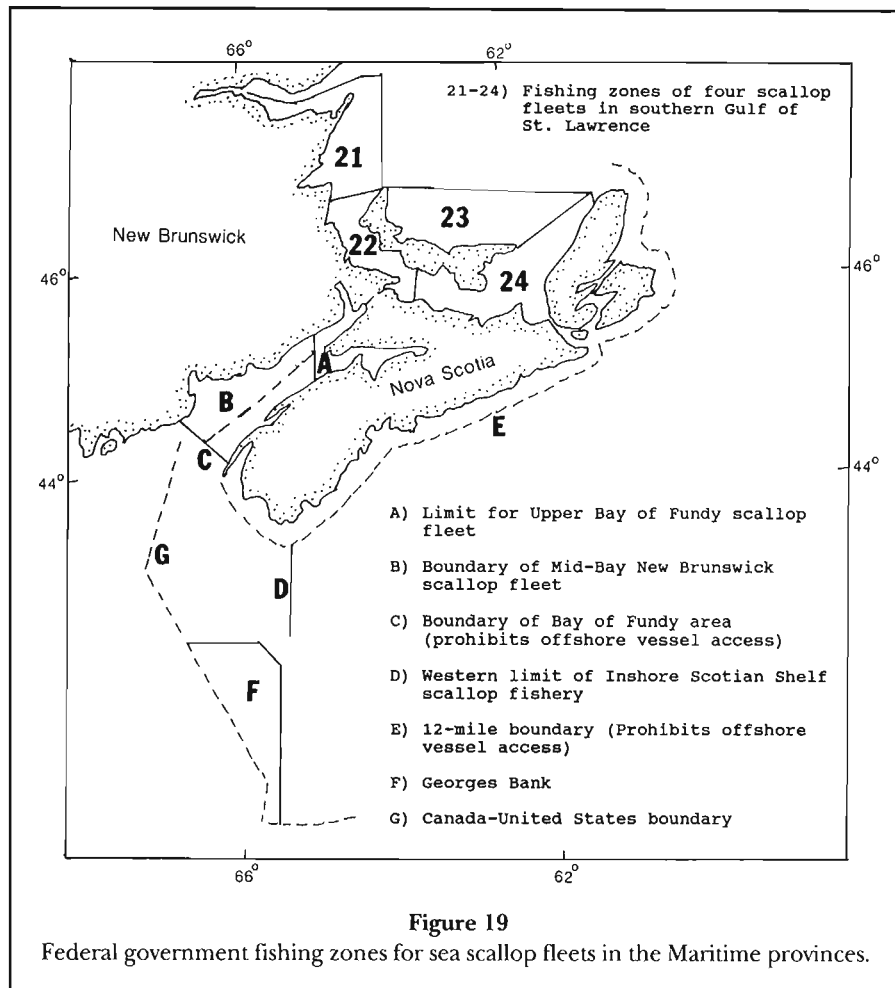 66°
62°
21-24) Fishing zones of four scallop
fleets in southern Gulf of
St. Lawrence
21
23
New Brunswick
22
46°
24
46°
A
B
Nova Scotia
E
C
44°
44°
A) Limit for Upper Bay of Fundy scallop
fleet
G
B) Boundary of Mid-Bay New Brunswick
scallop fleet
D
C) Boundary of Bay of Fundy area
(prohibits offshore vessel access)
D) Western limit of Inshore Scotian Shelf
scallop fishery
F
E) 12-mile boundary (Prohibits offshore
vessel access)
F) Georges Bank
G) Canada-United States boundary
66°
62°
Figure 19
Federal government fishing zones for sea scallop fleets in the Maritime provinces.